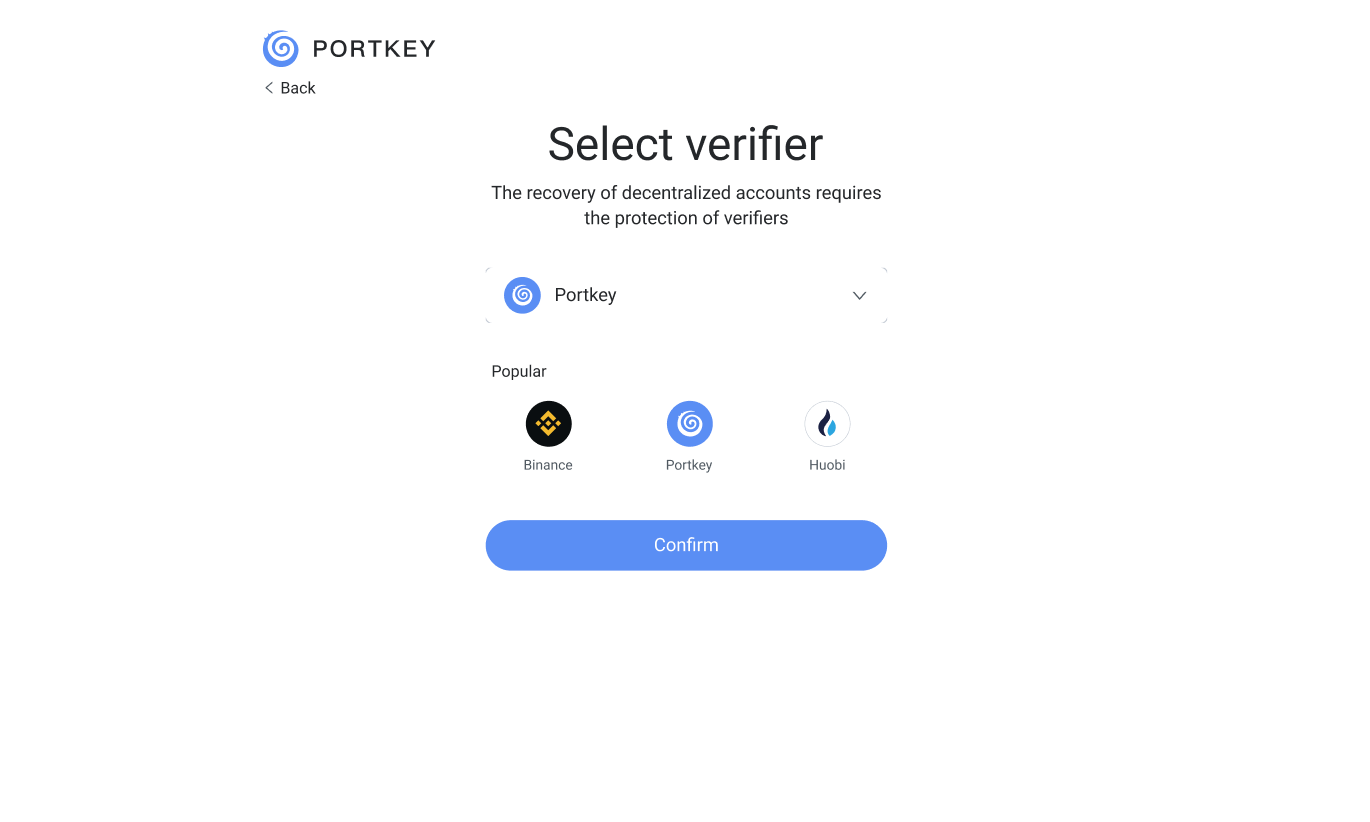 PORTKEY
Back
Select verifier
The recovery of decentralized accounts requires
the protection of verifiers
Portkey
Popular
Binance
Portkey
Huobi
Confirm